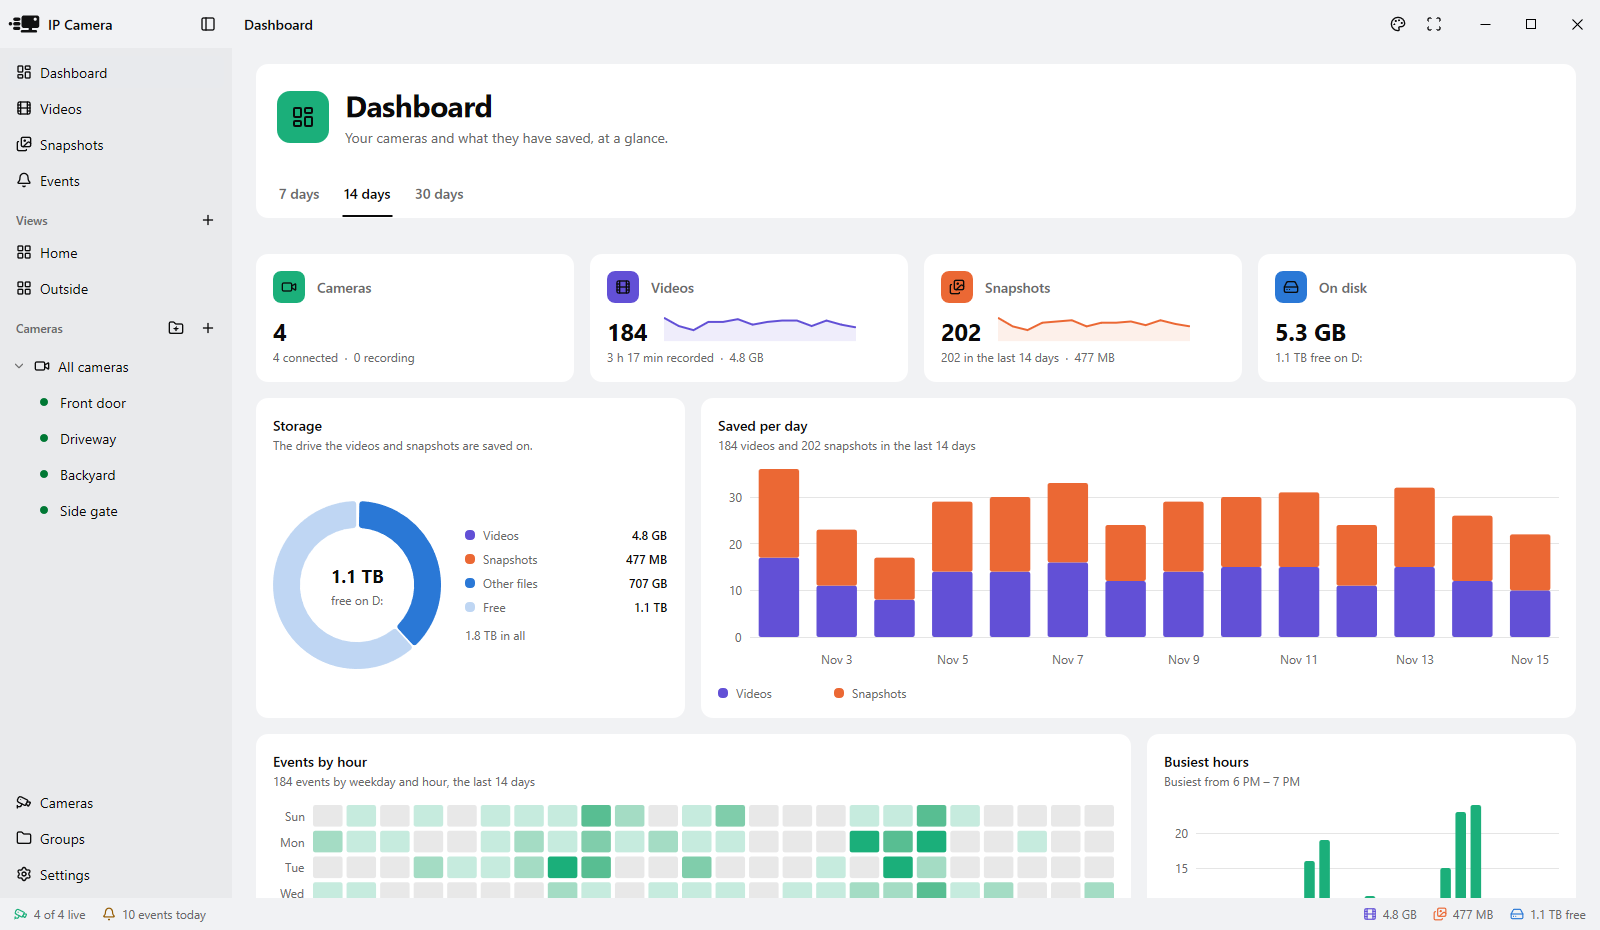 IP Camera
Dashboard
Dashboard
Videos
Snapshots
Events
Views
Home
Outside
Cameras
All cameras
Front door
Driveway
Backyard
Side gate
Cameras
Groups
Settings
Dashboard
Your cameras and what they have saved, at a glance.
7 days 14 days 30 days
Cameras
4
4 connected · 0 recording
Videos
184
3 h 17 min recorded · 4.8 GB
Snapshots
202
202 in the last 14 days · 477 MB
On disk
5.3 GB
1.1 TB free on D:
Storage
The drive the videos and snapshots are saved on.
1.1 TB
free on D:
Videos 4.8 GB
Snapshots 477 MB
Other files 707 GB
Free 1.1 TB
1.8 TB in all
Saved per day
184 videos and 202 snapshots in the last 14 days
30
20
10
0
Nov 3 Nov 5 Nov 7 Nov 9 Nov 11 Nov 13 Nov 15
Videos Snapshots
Events by hour
184 events by weekday and hour, the last 14 days
Sun
Mon
Tue
Wed
Busiest hours
Busiest from 6 PM – 7 PM
20
15
4 of 4 live 10 events today
4.8 GB 477 MB 1.1 TB free